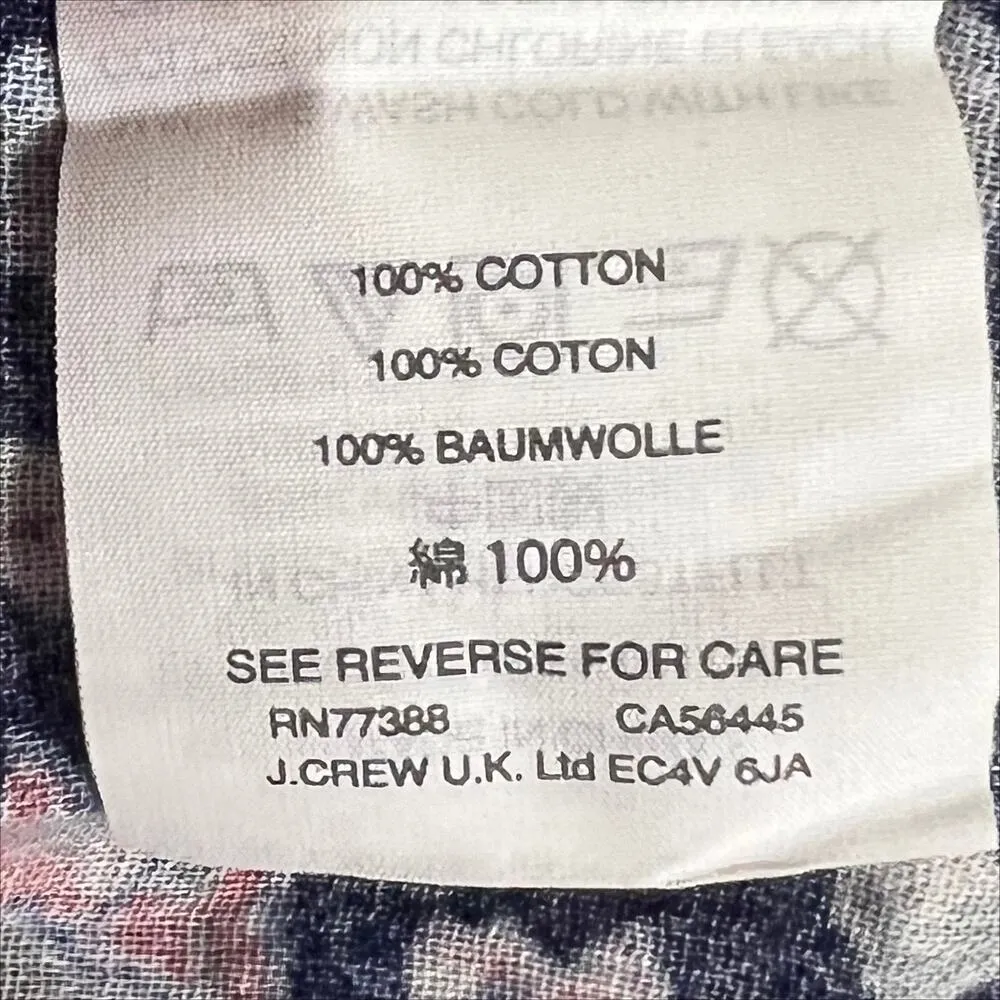 100% COTTON
100% COTON
100% BAUMWOLLE
綿 100%
SEE REVERSE FOR CARE
RN77388 CA56445
J.CREW U.K. Ltd EC4V 6JA